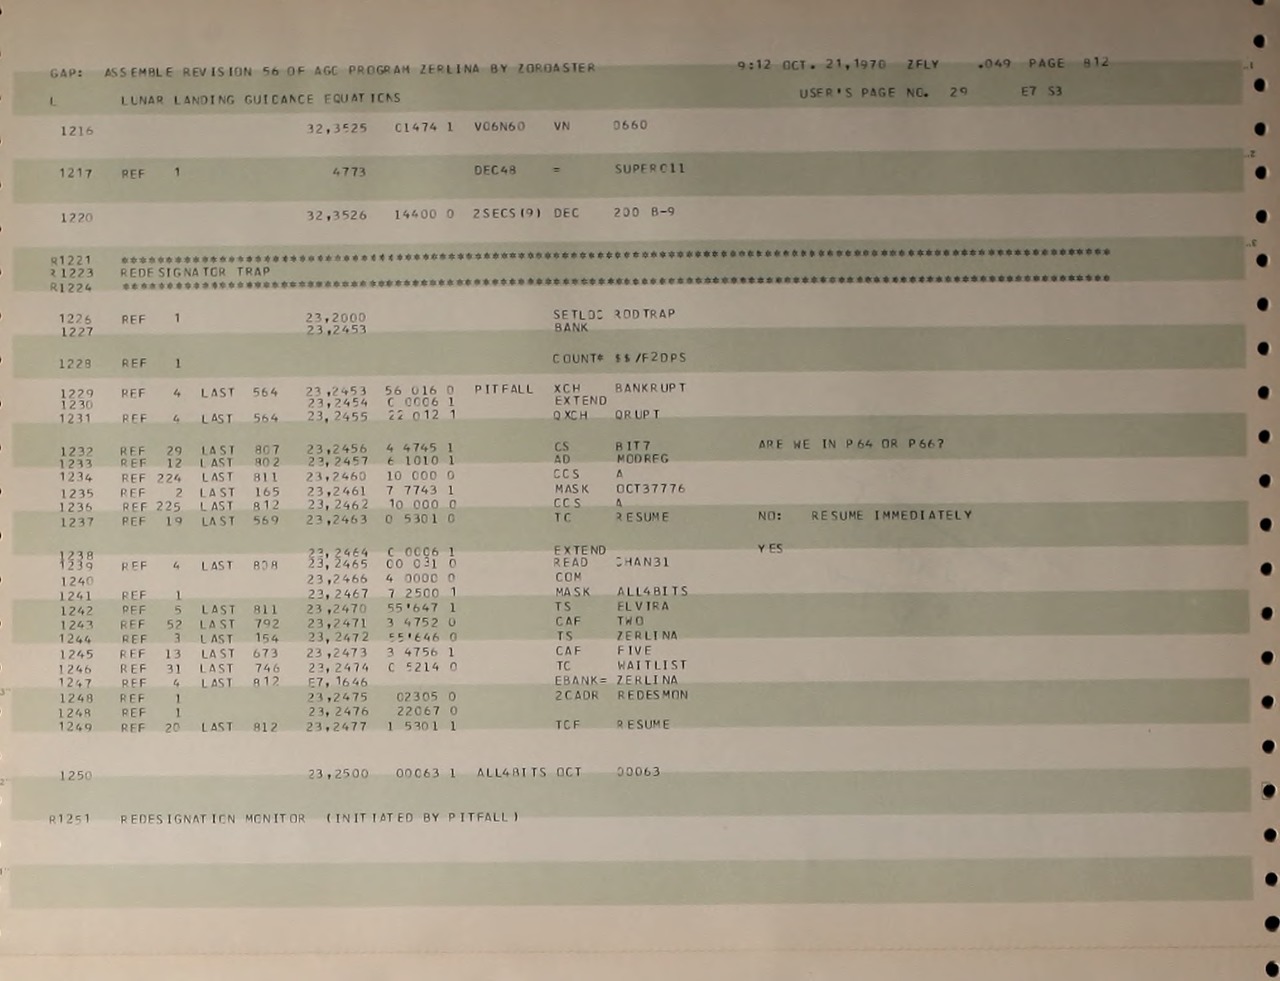 GAP: ASSEMBLE REVISION 56 OF AGC PROGRAM ZERLINA BY ZOROASTER 9:12 OCT. 21,1970 ZFLY .049 PAGE 812
L LUNAR LANDING GUIDANCE EQUATIONS USER'S PAGE NO. 29 E7 S3
1216 32,3525 01474 1 V06N60 VN 0660
1217 REF 1 4773 DEC48 = SUPER011
1220 32,3526 14400 0 2SECS(9) DEC 200 B-9
R1221 ****************************************************************************************************************
R1223 REDESIGNATOR TRAP
R1224 ****************************************************************************************************************
1226 REF 1 23,2000 SETLOC RODTRAP
1227 23,2453 BANK
1228 REF 1 COUNT* $$/F2DPS
1229 REF 4 LAST 564 23,2453 56 016 0 PITFALL XCH BANKRUPT
1230 23,2454 0 0006 1 EXTEND
1231 REF 4 LAST 564 23,2455 22 012 1 QXCH QRUPT
1232 REF 29 LAST 807 23,2456 4 4745 1 CS BIT7 ARE WE IN P64 OR P66?
1233 REF 12 LAST 802 23,2457 6 1010 1 AD MODREG
1234 REF 224 LAST 811 23,2460 10 000 0 CCS A
1235 REF 2 LAST 165 23,2461 7 7743 1 MASK OCT37776
1236 REF 225 LAST 812 23,2462 10 000 0 CCS A
1237 REF 19 LAST 569 23,2463 0 5301 0 TC RESUME NO: RESUME IMMEDIATELY
1238 23,2464 0 0006 1 EXTEND YES
1239 REF 4 LAST 808 23,2465 00 031 0 READ CHAN31
1240 23,2466 4 0000 0 COM
1241 REF 1 23,2467 7 2500 1 MASK ALL4BITS
1242 REF 5 LAST 811 23,2470 55'647 1 TS ELVIRA
1243 REF 52 LAST 792 23,2471 3 4752 0 CAF TWO
1244 REF 3 LAST 154 23,2472 55'646 0 TS ZERLINA
1245 REF 13 LAST 673 23,2473 3 4756 1 CAF FIVE
1246 REF 31 LAST 746 23,2474 0 5214 0 TC WAITLIST
1247 REF 4 LAST 812 E7,1646 EBANK= ZERLINA
1248 REF 1 23,2475 02305 0 2CADR REDESMON
1248 REF 1 23,2476 22067 0
1249 REF 20 LAST 812 23,2477 1 5301 1 TCF RESUME
1250 23,2500 00063 1 ALL4BITS OCT 00063
R1251 REDESIGNATION MONITOR (INITIATED BY PITFALL)